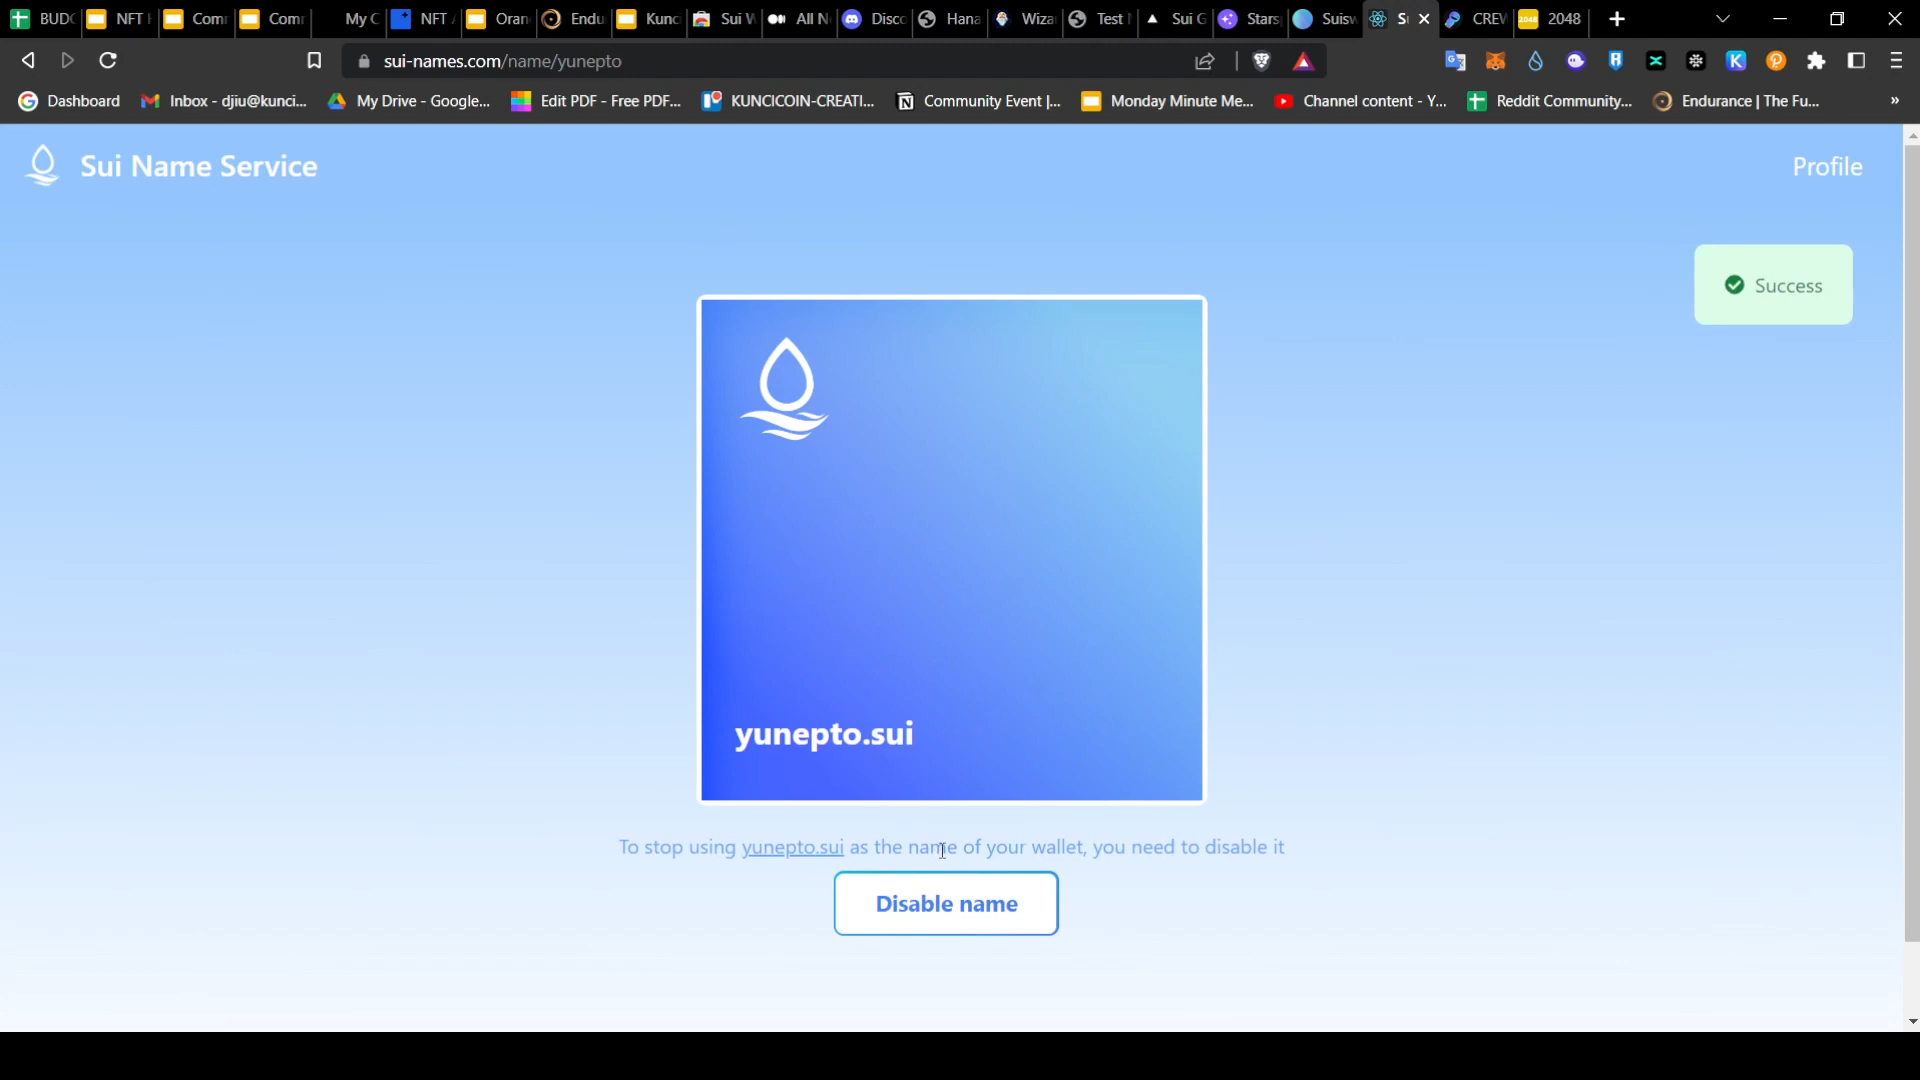 BUDC NFT Com Com My C NFT Oran Endu Kunc Sui W All N Disco Hana Wiza Test Sui G Stars Suisw S CREW 2048
sui-names.com/name/yunepto
Dashboard Inbox - djiu@kunci... My Drive - Google... Edit PDF - Free PDF... KUNCICOIN-CREATI... Community Event |... Monday Minute Me... Channel content - Y... Reddit Community... Endurance | The Fu... »
Sui Name Service
Profile
Success
yunepto.sui
To stop using yunepto.sui as the name of your wallet, you need to disable it
Disable name